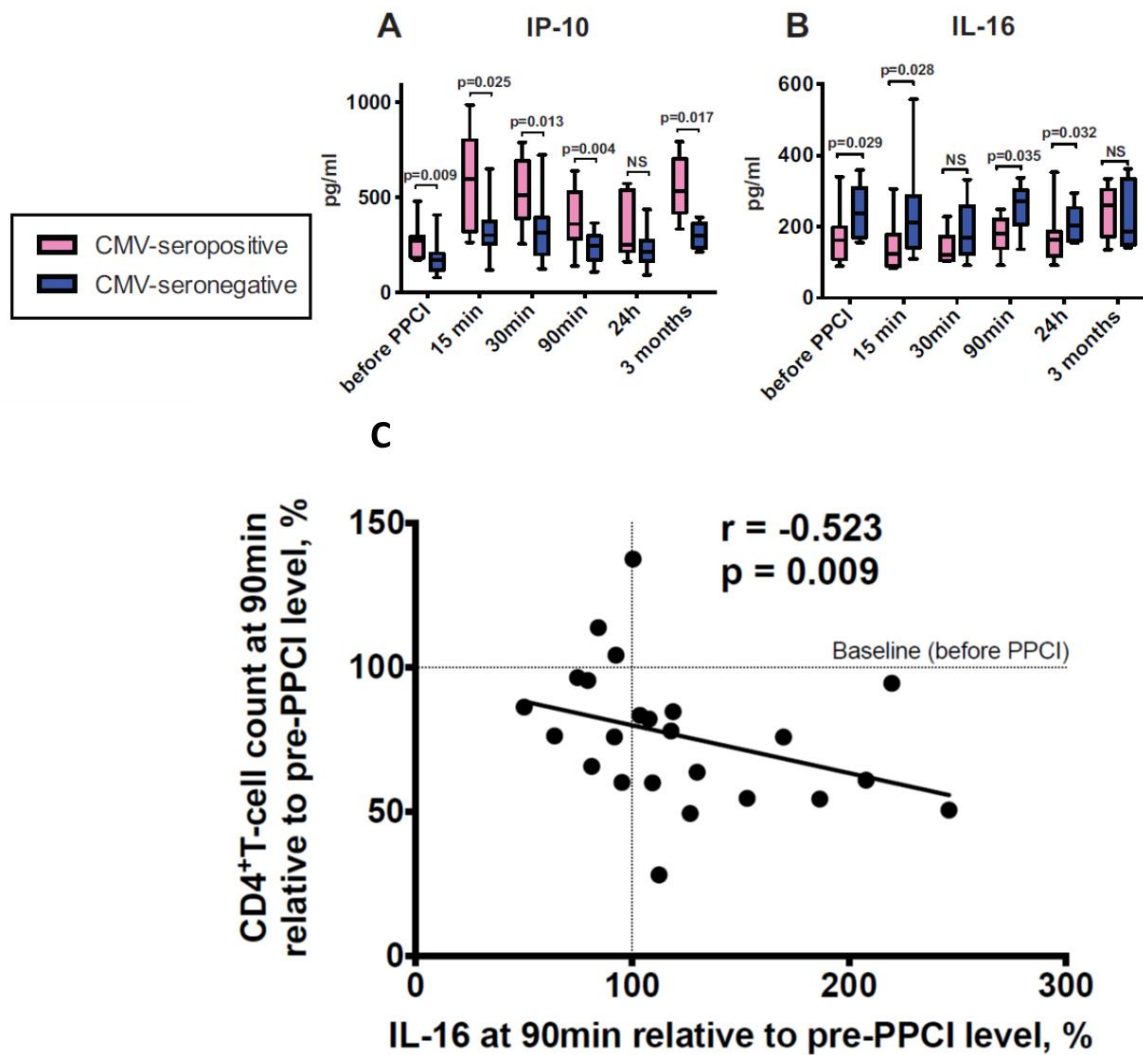 CMV-seropositive
CMV-seronegative
A
IP-10
pg/ml
1000
500
0
p=0.009
p=0.025
p=0.013
p=0.004
NS
p=0.017
before PPCI
15 min
30min
90min
24h
3 months
B
IL-16
pg/ml
600
400
200
0
p=0.029
p=0.028
NS
p=0.035
p=0.032
NS
before PPCI
15 min
30min
90min
24h
3 months
C
CD4+T-cell count at 90min
relative to pre-PPCI level, %
150
100
50
0
r = -0.523
p = 0.009
Baseline (before PPCI)
0
100
200
300
IL-16 at 90min relative to pre-PPCI level, %